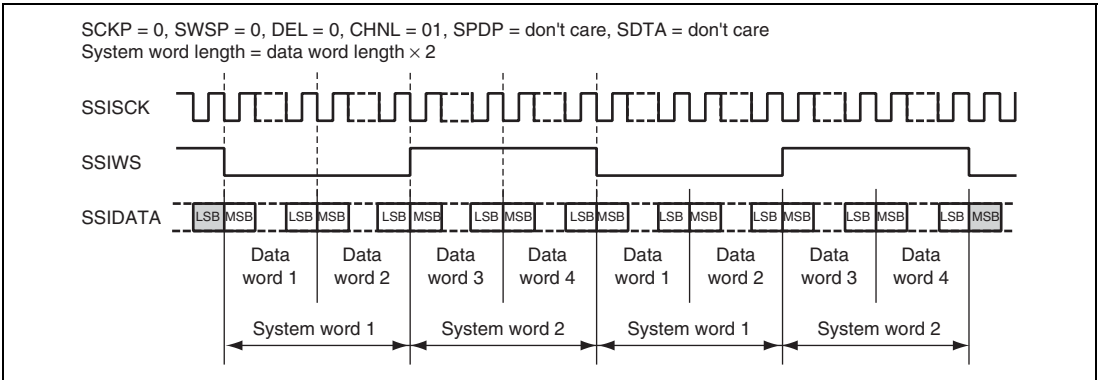 SCKP = 0, SWSP = 0, DEL = 0, CHNL = 01, SPDP = don't care, SDTA = don't care
System word length = data word length × 2
SSISCK
SSIWS
SSIDATA
LSB MSB LSB MSB LSB MSB LSB MSB LSB MSB LSB MSB LSB MSB LSB MSB LSB MSB
Data Data Data Data Data Data Data Data
word 1 word 2 word 3 word 4 word 1 word 2 word 3 word 4
System word 1 System word 2 System word 1 System word 2